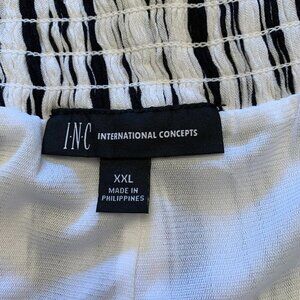 I·N·C INTERNATIONAL CONCEPTS
XXL
MADE IN
PHILIPPINES